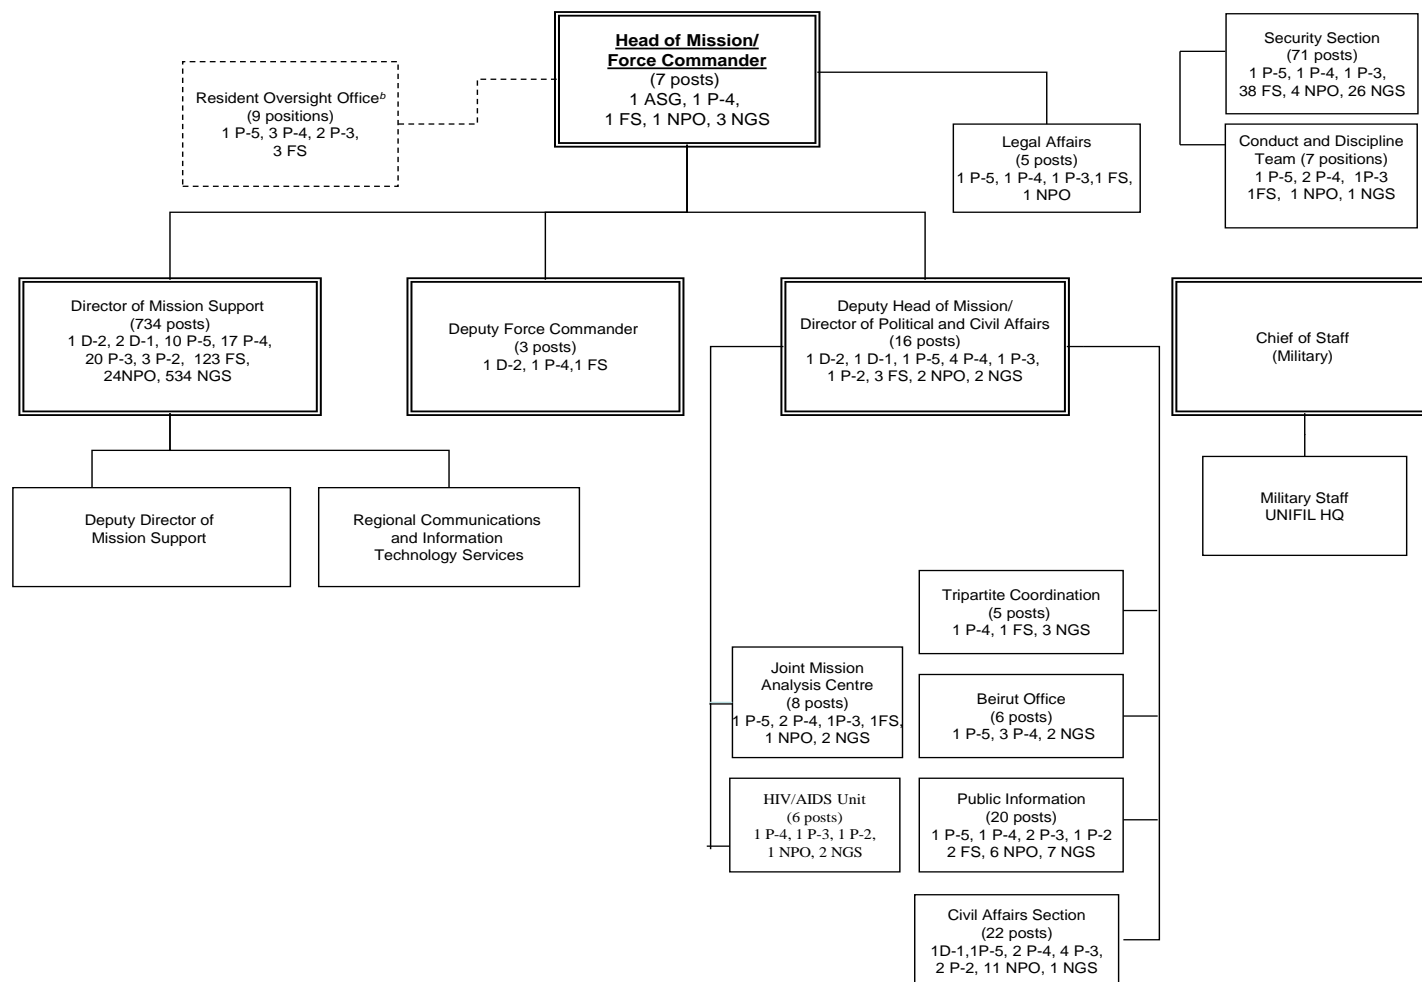 Head of Mission/
Force Commander
(7 posts)
1 ASG, 1 P-4,
1 FS, 1 NPO, 3 NGS
Resident Oversight Officeᵇ
(9 positions)
1 P-5, 3 P-4, 2 P-3,
3 FS
Legal Affairs
(5 posts)
1 P-5, 1 P-4, 1 P-3,1 FS,
1 NPO
Security Section
(71 posts)
1 P-5, 1 P-4, 1 P-3,
38 FS, 4 NPO, 26 NGS
Conduct and Discipline
Team (7 positions)
1 P-5, 2 P-4, 1P-3
1FS, 1 NPO, 1 NGS
Director of Mission Support
(734 posts)
1 D-2, 2 D-1, 10 P-5, 17 P-4,
20 P-3, 3 P-2, 123 FS,
24NPO, 534 NGS
Deputy Force Commander
(3 posts)
1 D-2, 1 P-4,1 FS
Deputy Head of Mission/
Director of Political and Civil Affairs
(16 posts)
1 D-2, 1 D-1, 1 P-5, 4 P-4, 1 P-3,
1 P-2, 3 FS, 2 NPO, 2 NGS
Chief of Staff
(Military)
Deputy Director of
Mission Support
Regional Communications
and Information
Technology Services
Military Staff
UNIFIL HQ
Tripartite Coordination
(5 posts)
1 P-4, 1 FS, 3 NGS
Joint Mission
Analysis Centre
(8 posts)
1 P-5, 2 P-4, 1P-3, 1FS,
1 NPO, 2 NGS
Beirut Office
(6 posts)
1 P-5, 3 P-4, 2 NGS
HIV/AIDS Unit
(6 posts)
1 P-4, 1 P-3, 1 P-2,
1 NPO, 2 NGS
Public Information
(20 posts)
1 P-5, 1 P-4, 2 P-3, 1 P-2
2 FS, 6 NPO, 7 NGS
Civil Affairs Section
(22 posts)
1D-1,1P-5, 2 P-4, 4 P-3,
2 P-2, 11 NPO, 1 NGS